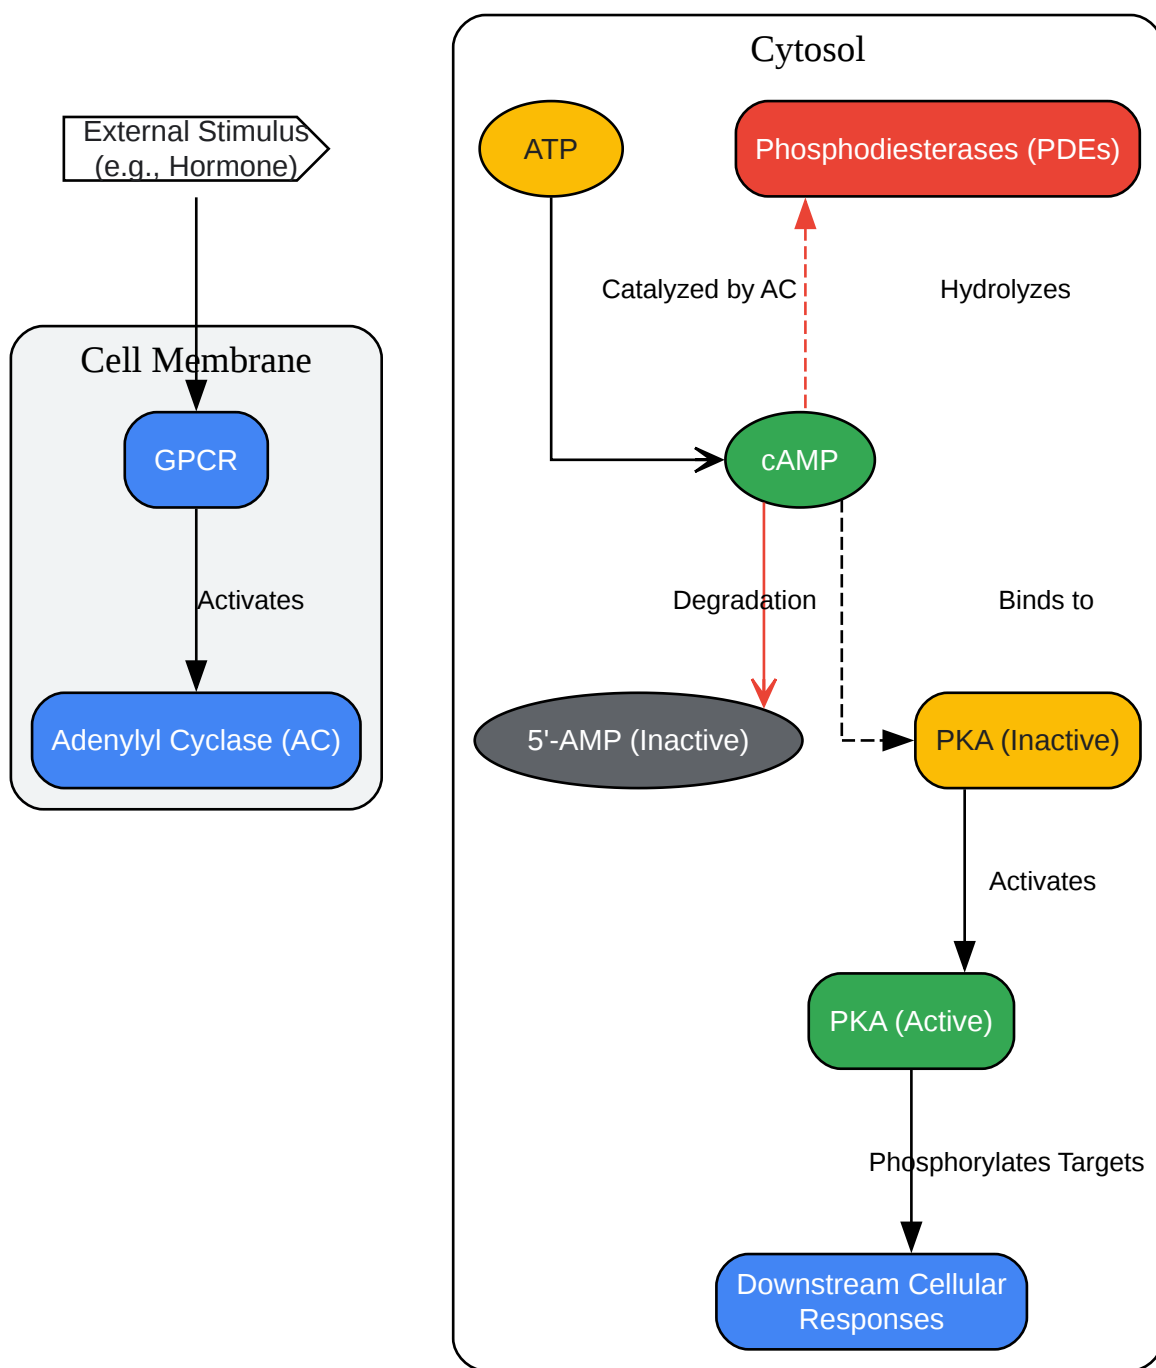 Cytosol
External Stimulus
(e.g., Hormone)
ATP
Phosphodiesterases (PDEs)
Catalyzed by AC
Hydrolyzes
Cell Membrane
GPCR
cAMP
Activates
Degradation
Binds to
Adenylyl Cyclase (AC)
5'-AMP (Inactive)
PKA (Inactive)
Activates
PKA (Active)
Phosphorylates Targets
Downstream Cellular
Responses